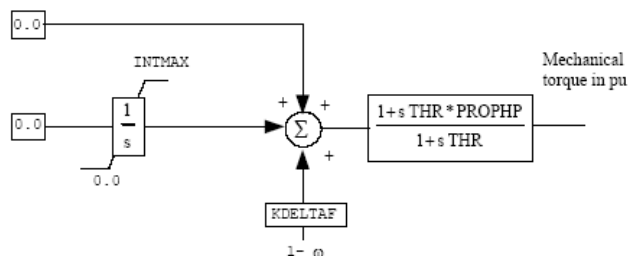 0.0
INTMAX
Mechanical
torque in pu
0.0
1
s
0.0
+
+
Σ
+
1+s THR*PROPHP
1+s THR
KDELTAF
1- ω